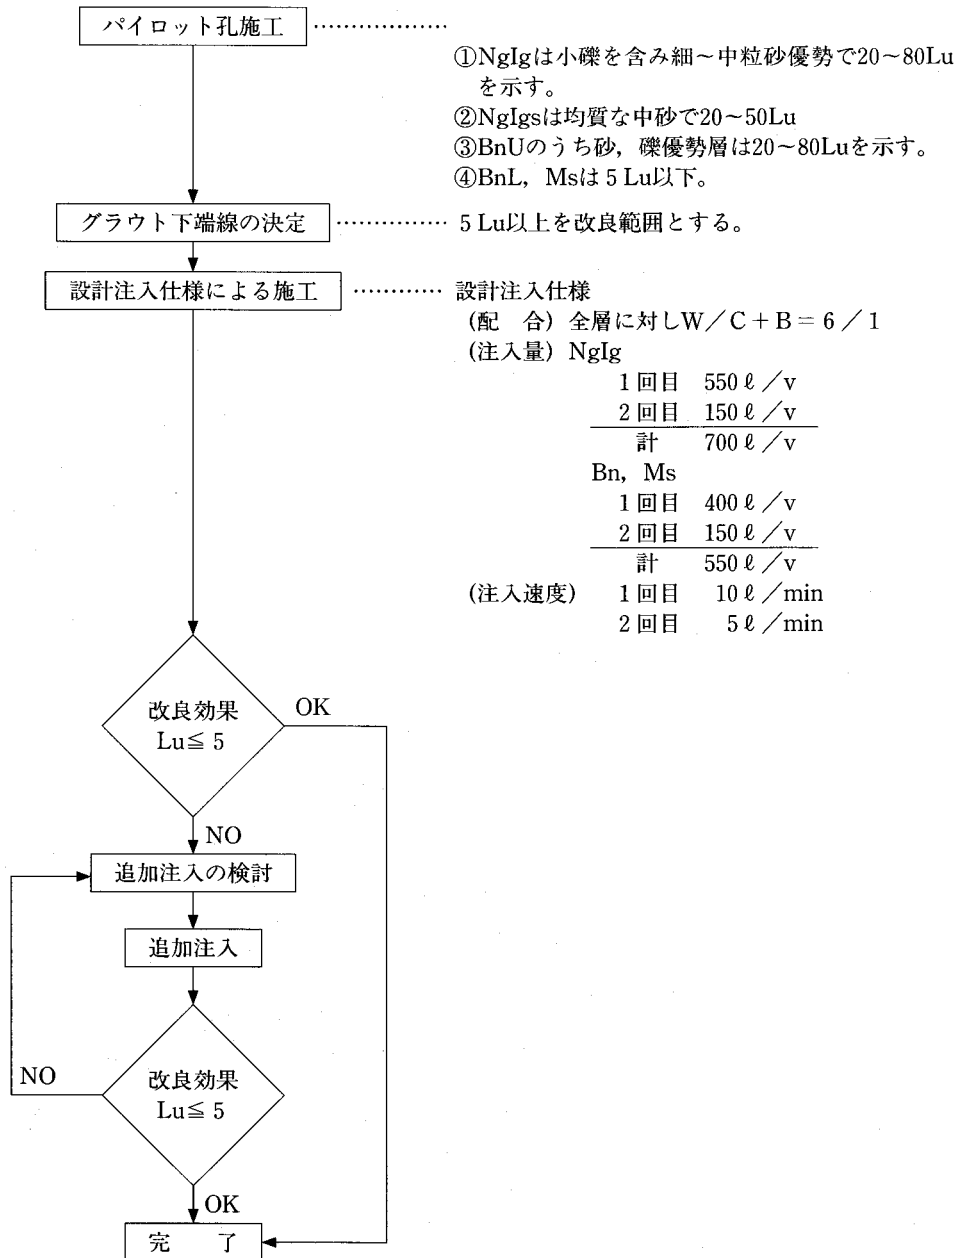 パイロット孔施工 ………………
①NgIgは小礫を含み細～中粒砂優勢で20～80Lu
を示す。
②NgIgsは均質な中砂で20～50Lu
③BnUのうち砂，礫優勢層は20～80Luを示す。
④BnL，Msは5 Lu以下。
グラウト下端線の決定 …………… 5 Lu以上を改良範囲とする。
設計注入仕様による施工 ………… 設計注入仕様
(配　合) 全層に対しW／C＋B＝6／1
(注入量) NgIg
1回目 550ℓ／v
2回目 150ℓ／v
計 700ℓ／v
Bn，Ms
1回目 400ℓ／v
2回目 150ℓ／v
計 550ℓ／v
(注入速度) 1回目 10ℓ／min
2回目 5ℓ／min
改良効果
Lu≦5
OK
NO
追加注入の検討
追加注入
改良効果
Lu≦5
NO
OK
完　了